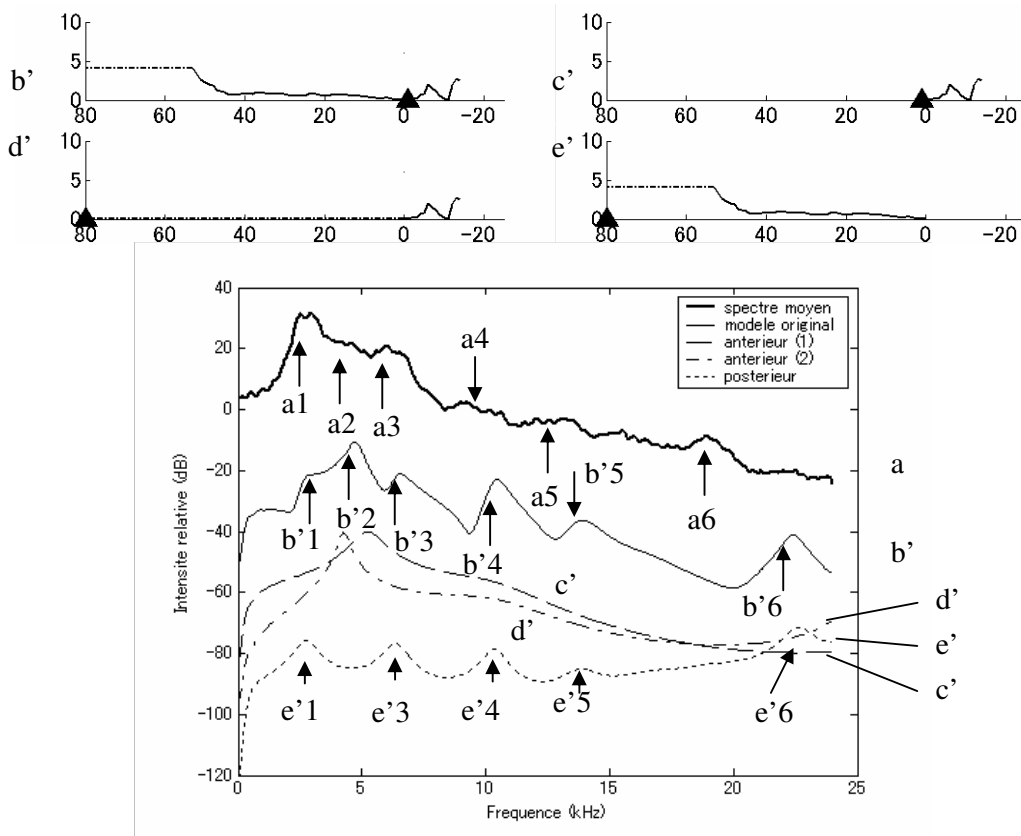 10
5
0
b’
80 60 40 20 0 -20
10
5
0
c’
80 60 40 20 0 -20
10
5
0
d’
80 60 40 20 0 -20
10
5
0
e’
80 60 40 20 0 -20
40
20
0
-20
-40
-60
-80
-100
-120
Intensite relative (dB)
spectre moyen
modele original
anterieur (1)
anterieur (2)
posterieur
a4
a1
a2
a3
a5
b’5
a6
a
b’1
b’2
b’3
b’4
b’6
b’
c’
d’
d’
e’
c’
e’1
e’3
e’4
e’5
e’6
0 5 10 15 20 25
Frequence (kHz)